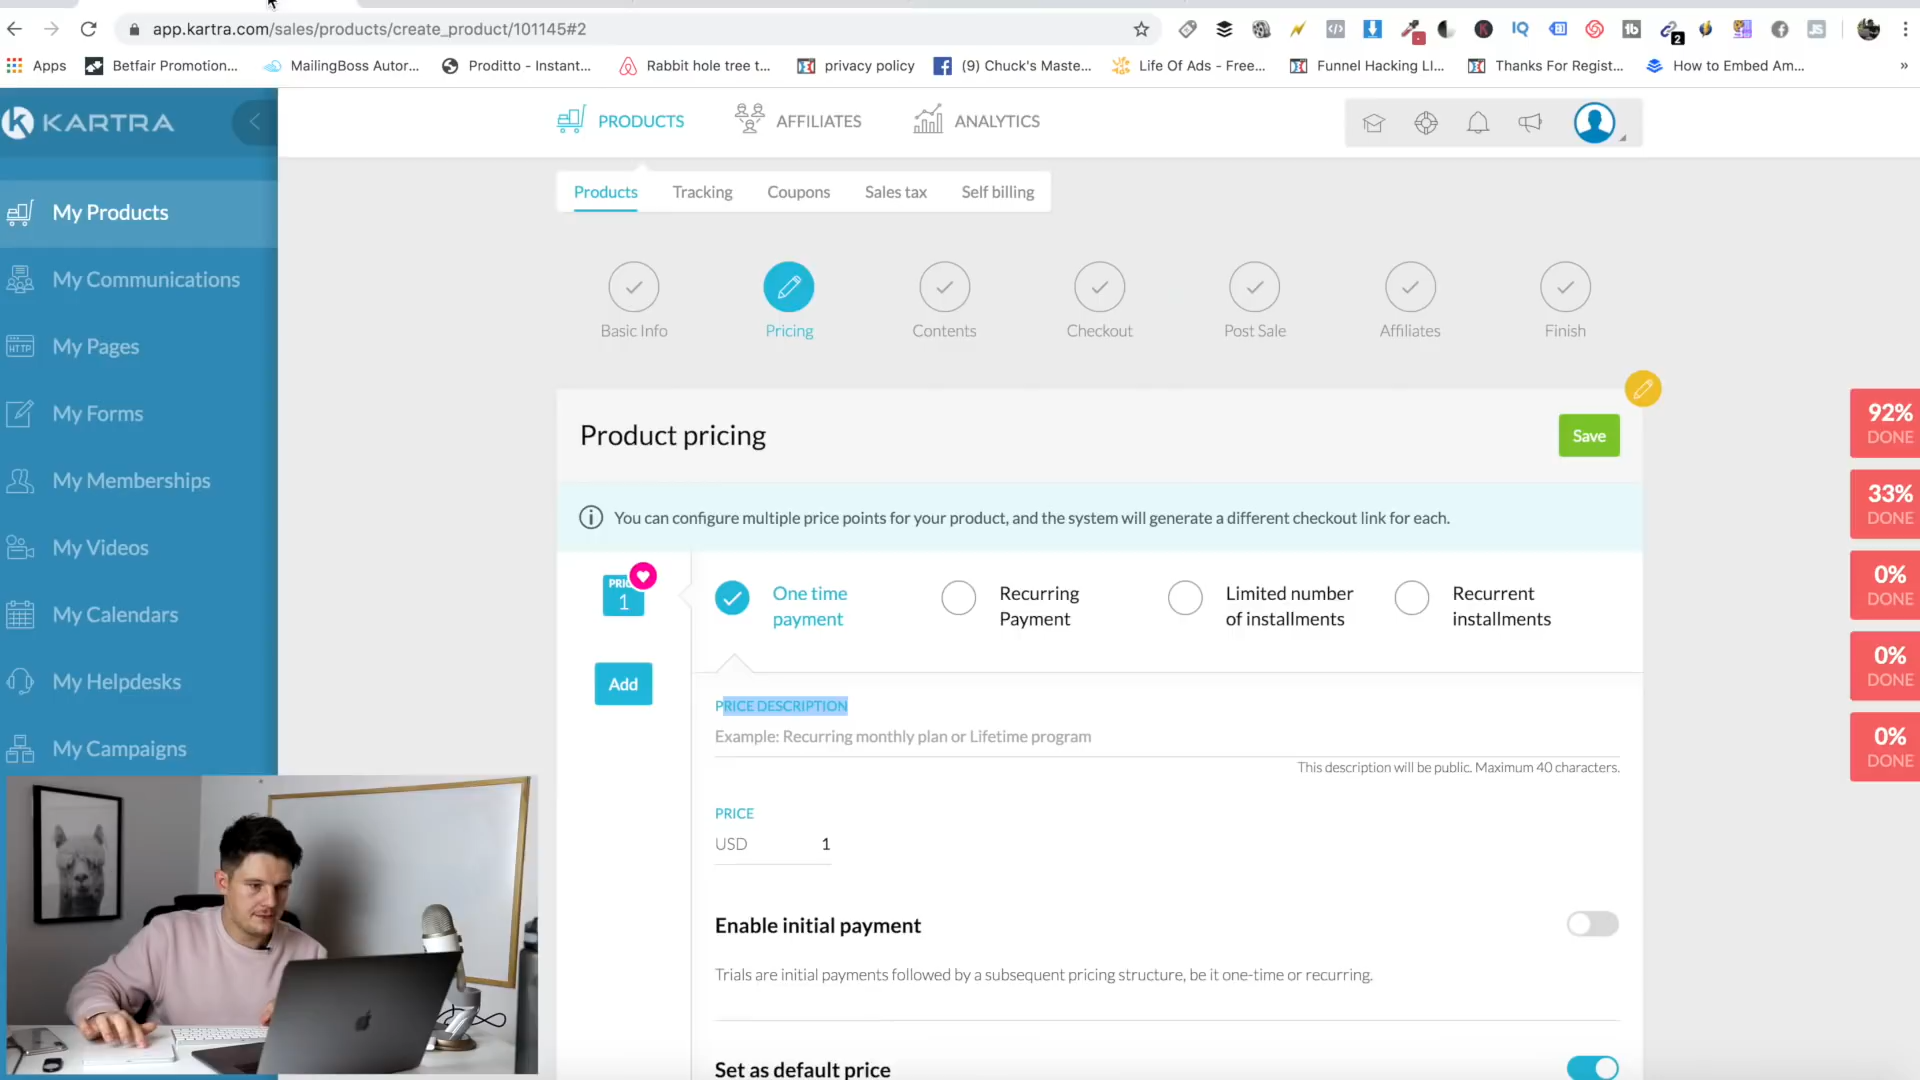 app.kartra.com/sales/products/create_product/101145#2
IQ
tb
JS
2
Apps
Betfair Promotion...
MailingBoss Autor...
Proditto - Instant...
Rabbit hole tree t...
privacy policy
(9) Chuck's Maste...
Life Of Ads - Free...
Funnel Hacking LI...
Thanks For Regist...
How to Embed Am...
»
KARTRA
PRODUCTS
AFFILIATES
ANALYTICS
Products
Tracking
Coupons
Sales tax
Self billing
My Products
My Communications
HTTP
My Pages
My Forms
My Memberships
My Videos
My Calendars
My Helpdesks
My Campaigns
Basic Info
Pricing
Contents
Checkout
Post Sale
Affiliates
Finish
Product pricing
Save
You can configure multiple price points for your product, and the system will generate a different checkout link for each.
1
Add
One time
payment
Recurring
Payment
Limited number
of installments
Recurrent
installments
PRICE DESCRIPTION
Example: Recurring monthly plan or Lifetime program
This description will be public. Maximum 40 characters.
PRICE
USD 1
Enable initial payment
Trials are initial payments followed by a subsequent pricing structure, be it one-time or recurring.
Set as default price
92%
DONE
33%
DONE
0%
DONE
0%
DONE
0%
DONE